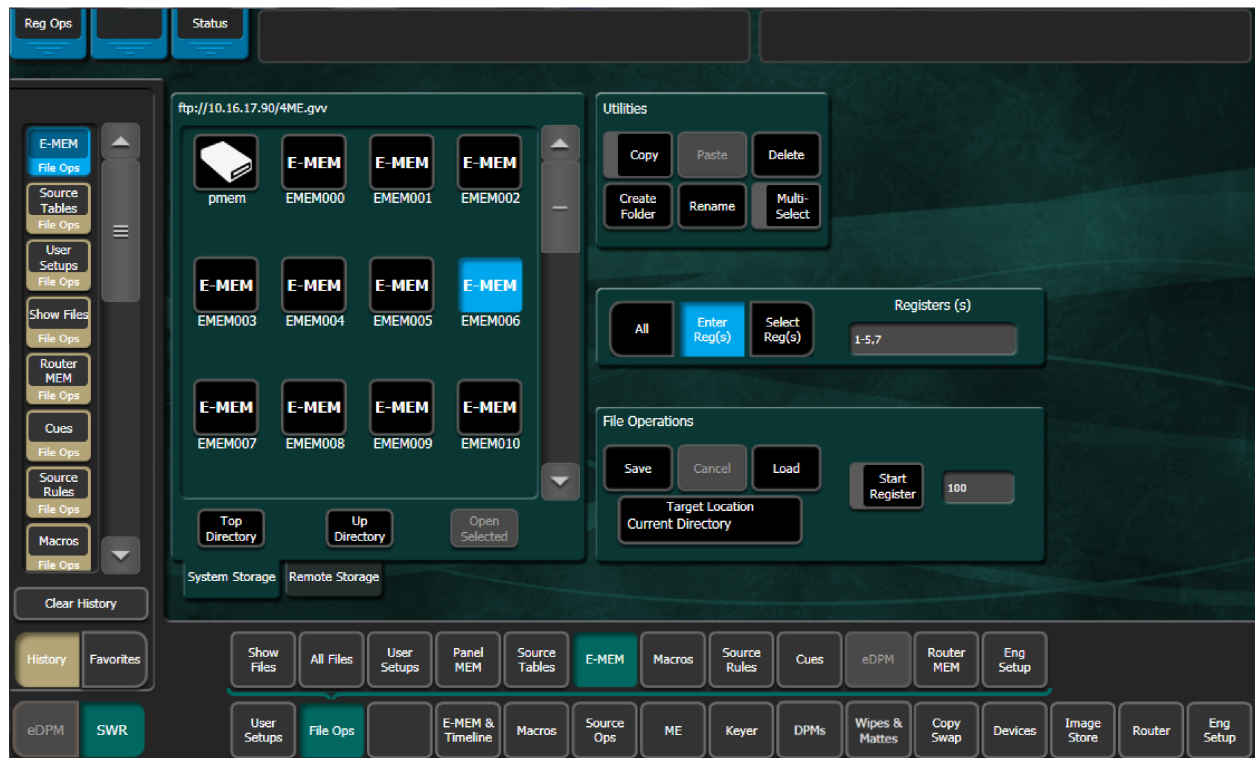 Reg Ops
Status
E-MEM
File Ops
Source
Tables
File Ops
User
Setups
File Ops
Show Files
File Ops
Router
MEM
File Ops
Cues
File Ops
Source
Rules
File Ops
Macros
File Ops
Clear History
History
Favorites
eDPM
SWR
ftp://10.16.17.90/4ME.gvv
pmem
E-MEM
EMEM000
E-MEM
EMEM001
E-MEM
EMEM002
E-MEM
EMEM003
E-MEM
EMEM004
E-MEM
EMEM005
E-MEM
EMEM006
E-MEM
EMEM007
E-MEM
EMEM008
E-MEM
EMEM009
E-MEM
EMEM010
Top
Directory
Up
Directory
Open
Selected
System Storage
Remote Storage
Utilities
Copy
Paste
Delete
Create
Folder
Rename
Multi-
Select
All
Enter
Reg(s)
Select
Reg(s)
Registers (s)
1-5,7
File Operations
Save
Cancel
Load
Target Location
Current Directory
Start
Register
100
Show
Files
All Files
User
Setups
Panel
MEM
Source
Tables
E-MEM
Macros
Source
Rules
Cues
eDPM
Router
MEM
Eng
Setup
User
Setups
File Ops
E-MEM &
Timeline
Macros
Source
Ops
ME
Keyer
DPMs
Wipes &
Mattes
Copy
Swap
Devices
Image
Store
Router
Eng
Setup